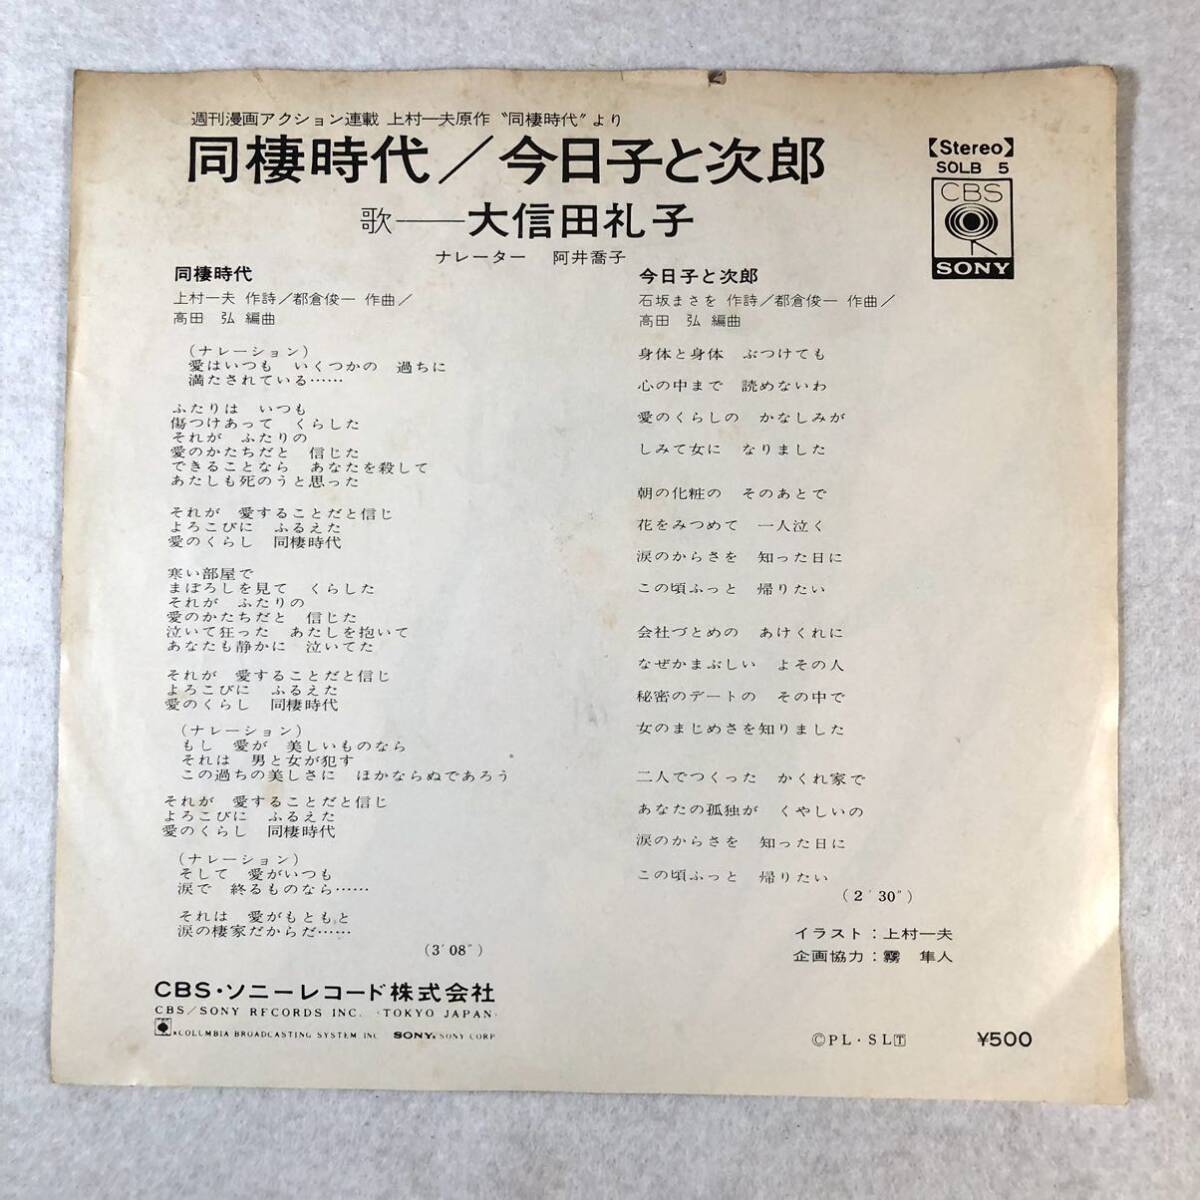 週刊漫画アクション連載 上村一夫原作 〝同棲時代〟より
同棲時代／今日子と次郎
歌——大信田礼子
ナレーター 阿井喬子
【Stereo】
SOLB 5
CBS
SONY
同棲時代
上村一夫 作詩／都倉俊一 作曲／
高田 弘 編曲
（ナレーション）
愛はいつも いくつかの 過ちに
満たされている……
ふたりは いつも
傷つけあって くらした
それが ふたりの
愛のかたちだと 信じた
できることなら あなたを殺して
あたしも死のうと思った
それが 愛することだと信じ
よろこびに ふるえた
愛のくらし 同棲時代
寒い部屋で
まぼろしを見て くらした
それが ふたりの
愛のかたちだと 信じた
泣いて狂った あたしを抱いて
あなたも静かに 泣いてた
それが 愛することだと信じ
よろこびに ふるえた
愛のくらし 同棲時代
（ナレーション）
もし 愛が 美しいものなら
それは 男と女が犯す
この過ちの美しさに ほかならぬであろう
それが 愛することだと信じ
よろこびに ふるえた
愛のくらし 同棲時代
（ナレーション）
そして 愛がいつも
涙で 終るものなら……
それは 愛がもともと
涙の棲家だからだ……
（3′08″）
今日子と次郎
石坂まさを 作詩／都倉俊一 作曲／
高田 弘 編曲
身体と身体 ぶつけても
心の中まで 読めないわ
愛のくらしの かなしみが
しみて女に なりました
朝の化粧の そのあとで
花をみつめて 一人泣く
涙のからさを 知った日に
この頃ふっと 帰りたい
会社づとめの あけくれに
なぜかまぶしい よその人
秘密のデートの その中で
女のまじめさを知りました
二人でつくった かくれ家で
あなたの孤独が くやしいの
涙のからさを 知った日に
この頃ふっと 帰りたい
（2′30″）
イラスト：上村一夫
企画協力：霧 隼人
CBS・ソニーレコード株式会社
CBS/SONY RECORDS INC. (TOKYO JAPAN)
COLUMBIA BROADCASTING SYSTEM. INC. SONY. SONY CORP
ⒸPL・SL🅃 ¥500